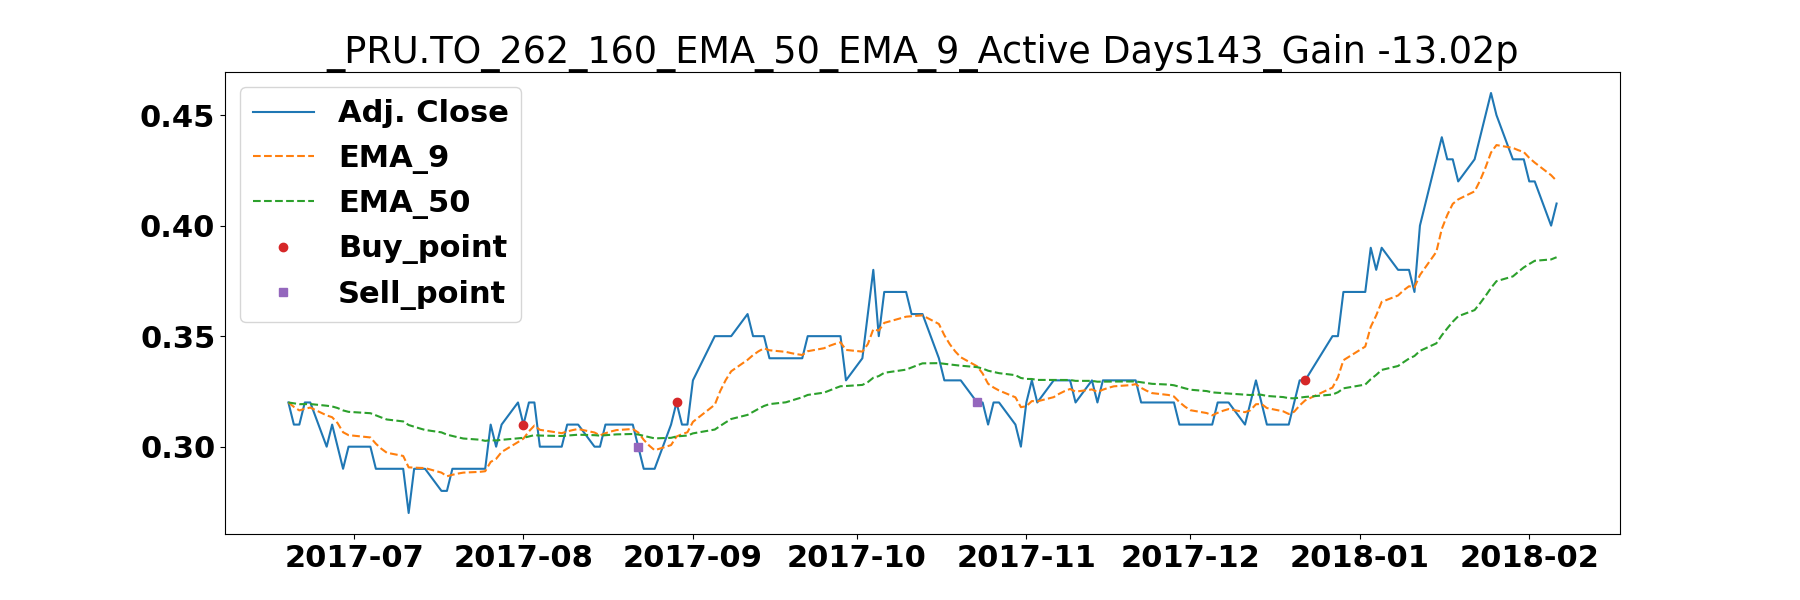 _PRU.TO_262_160_EMA_50_EMA_9_Active Days143_Gain -13.02p
Adj. Close
EMA_9
EMA_50
Buy_point
Sell_point
0.45
0.40
0.35
0.30
2017-07 2017-08 2017-09 2017-10 2017-11 2017-12 2018-01 2018-02